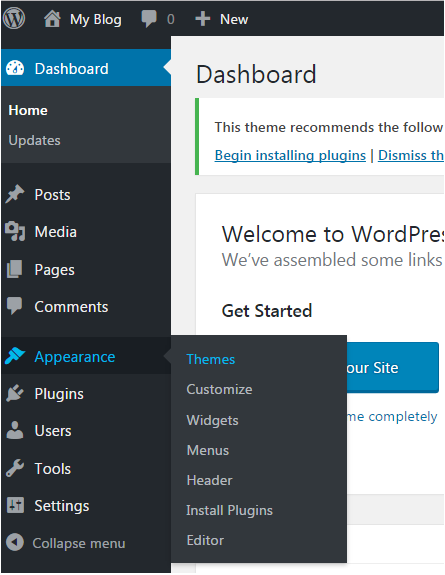 My Blog 0 New
Dashboard
Home
Updates
Posts
Media
Pages
Comments
Appearance
Plugins
Users
Tools
Settings
Collapse menu
Themes
Customize
Widgets
Menus
Header
Install Plugins
Editor
Dashboard
This theme recommends the follow
Begin installing plugins | Dismiss th
Welcome to WordPres
We've assembled some links
Get Started
our Site
me completely